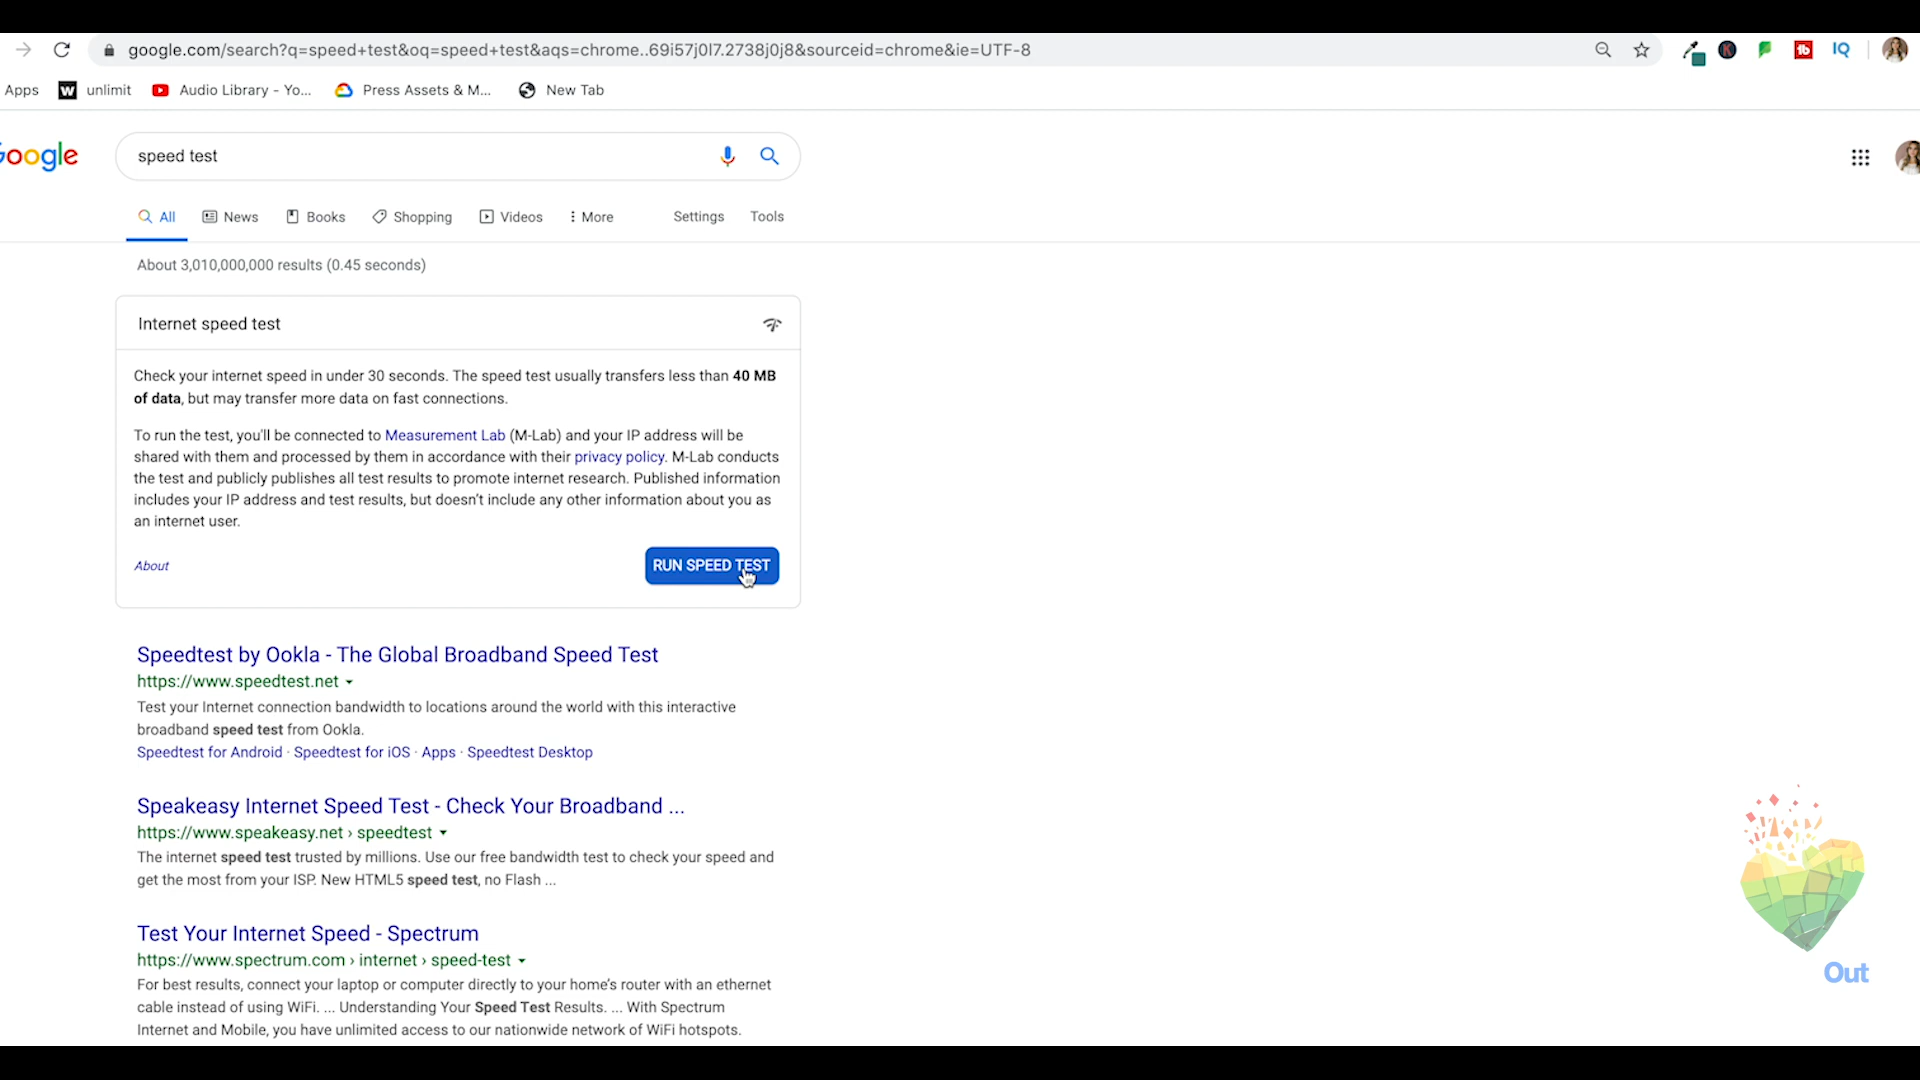 google.com/search?q=speed+test&oq=speed+test&aqs=chrome..69i57j0l7.2738j0j8&sourceid=chrome&ie=UTF-8
K
tb
IQ
Apps
W
unlimit
Audio Library - Yo...
Press Assets & M...
New Tab
Google
speed test
All
News
Books
Shopping
Videos
More
Settings
Tools
About 3,010,000,000 results (0.45 seconds)
Internet speed test
Check your internet speed in under 30 seconds. The speed test usually transfers less than 40 MB
of data, but may transfer more data on fast connections.
To run the test, you'll be connected to Measurement Lab (M-Lab) and your IP address will be
shared with them and processed by them in accordance with their privacy policy. M-Lab conducts
the test and publicly publishes all test results to promote internet research. Published information
includes your IP address and test results, but doesn't include any other information about you as
an internet user.
About
RUN SPEED TEST
Speedtest by Ookla - The Global Broadband Speed Test
https://www.speedtest.net
Test your Internet connection bandwidth to locations around the world with this interactive
broadband speed test from Ookla.
Speedtest for Android · Speedtest for iOS · Apps · Speedtest Desktop
Speakeasy Internet Speed Test - Check Your Broadband ...
https://www.speakeasy.net › speedtest
The internet speed test trusted by millions. Use our free bandwidth test to check your speed and
get the most from your ISP. New HTML5 speed test, no Flash ...
Test Your Internet Speed - Spectrum
https://www.spectrum.com › internet › speed-test
For best results, connect your laptop or computer directly to your home's router with an ethernet
cable instead of using WiFi. ... Understanding Your Speed Test Results. ... With Spectrum
Internet and Mobile, you have unlimited access to our nationwide network of WiFi hotspots.
Out